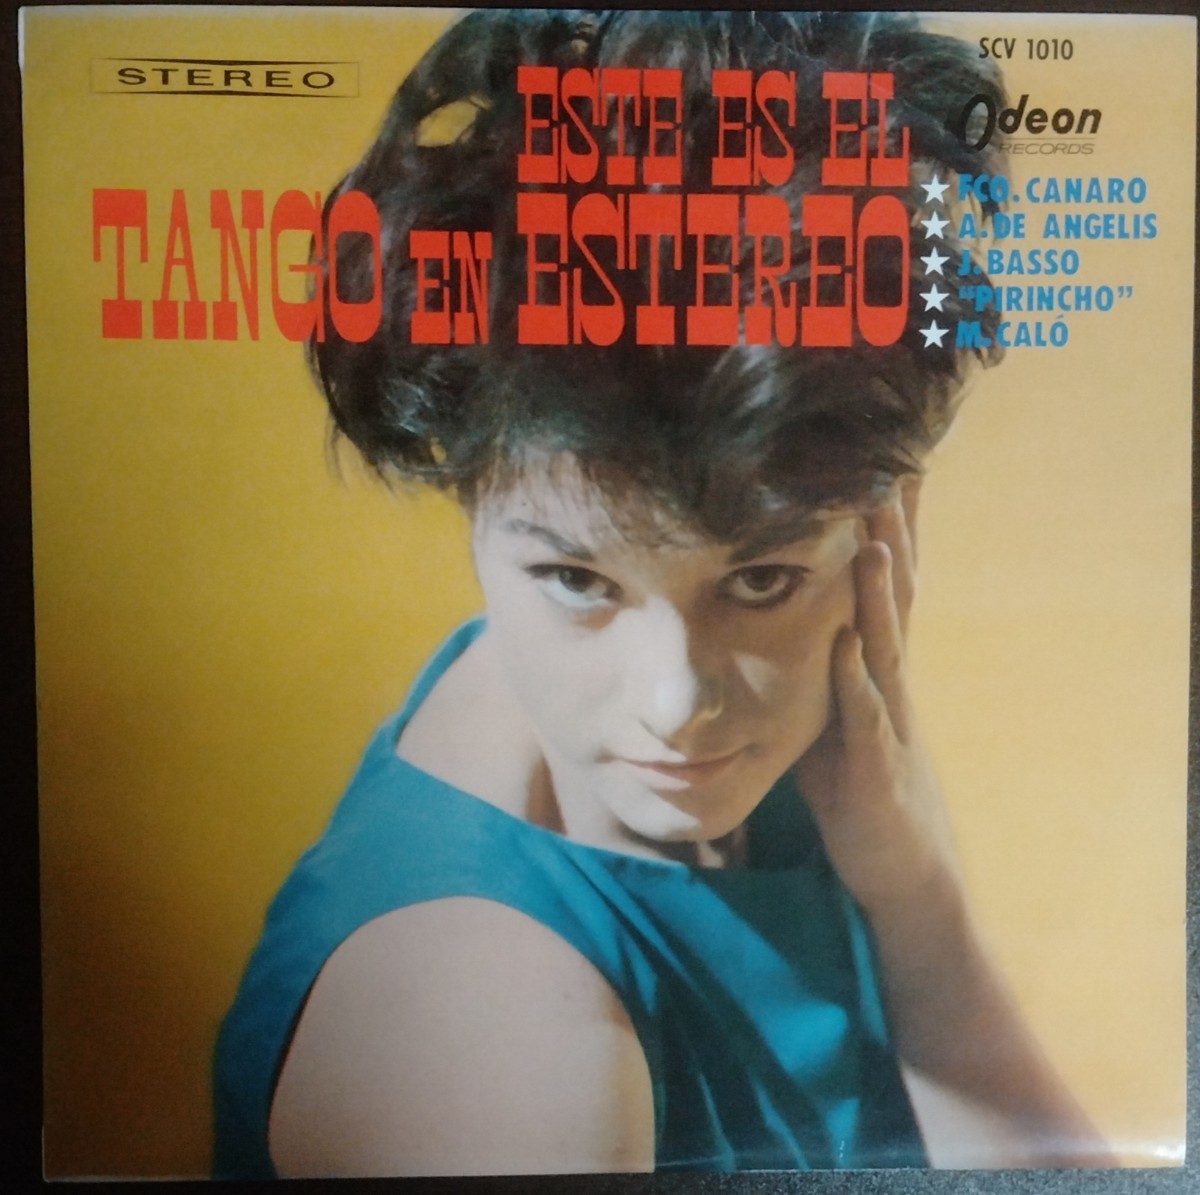 STEREO
SCV 1010
Odeon
RECORDS
ESTE ES EL
TANGO EN ESTEREO
★ FCO. CANARO
★ A. DE ANGELIS
★ J. BASSO
★ "PIRINCHO"
★ M. CALÓ